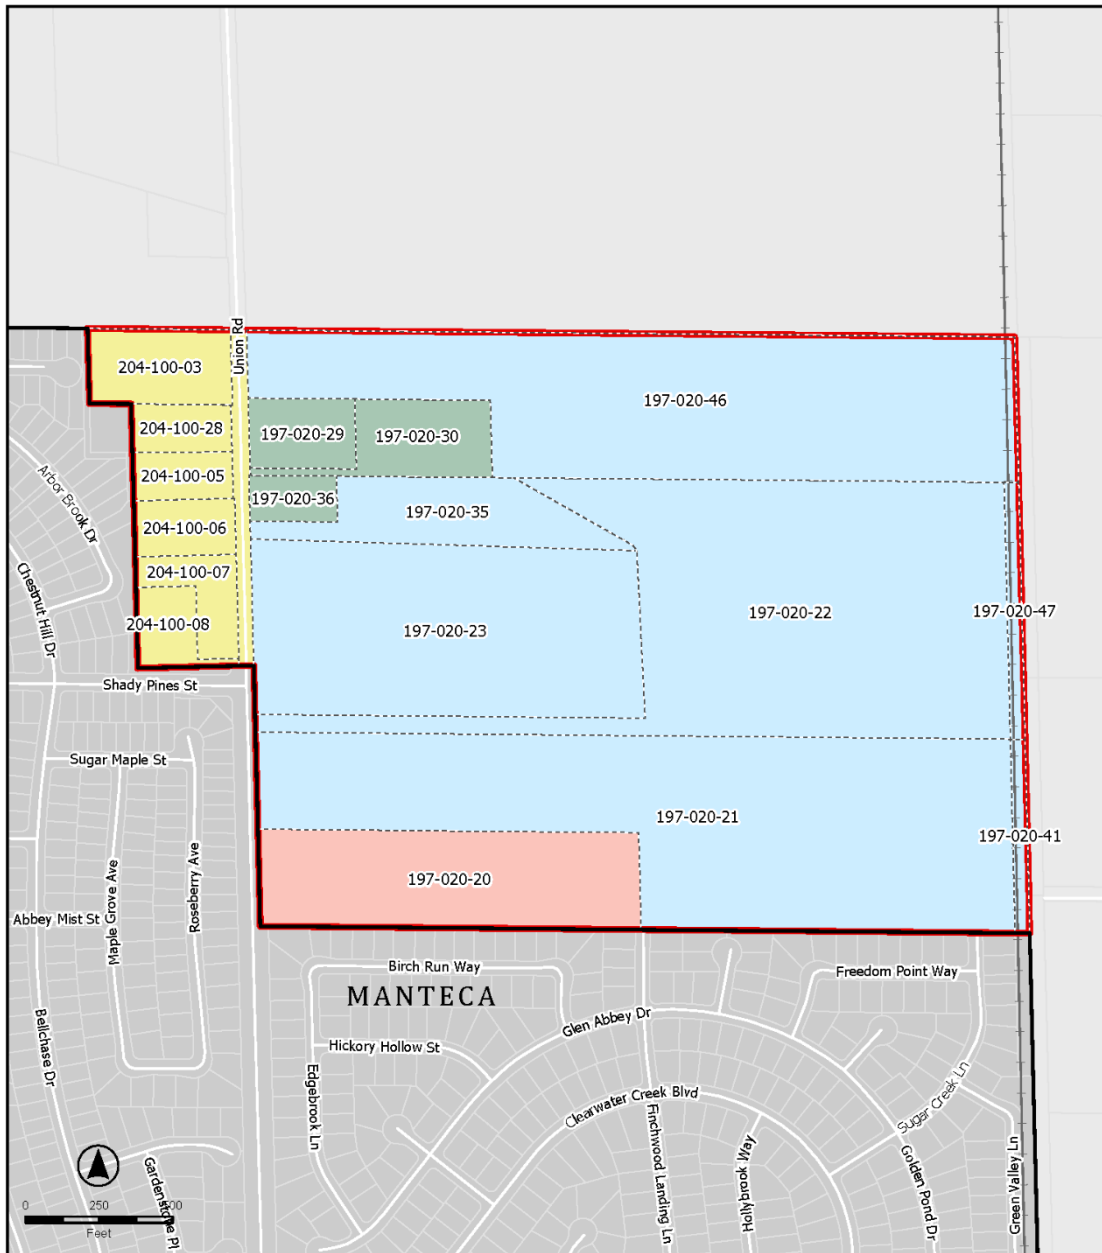 Union Rd
204-100-03
197-020-46
204-100-28
197-020-29
197-020-30
204-100-05
197-020-36
197-020-35
204-100-06
Arbor Brook Dr
204-100-07
Chestnut Hill Dr
204-100-08
197-020-23
197-020-22
197-020-47
Shady Pines St
Sugar Maple St
197-020-21
197-020-41
197-020-20
Maple Grove Ave
Roseberry Ave
Abbey Mist St
Birch Run Way
Freedom Point Way
MANTECA
Glen Abbey Dr
Bellchase Dr
Hickory Hollow St
Edgebrook Ln
Clearwater Creek Blvd
Sugar Creek Ln
Finchwood Landing Ln
Hollybrook Way
Golden Pond Dr
Green Valley Ln
Gardenstone Pl
0 250 500
Feet